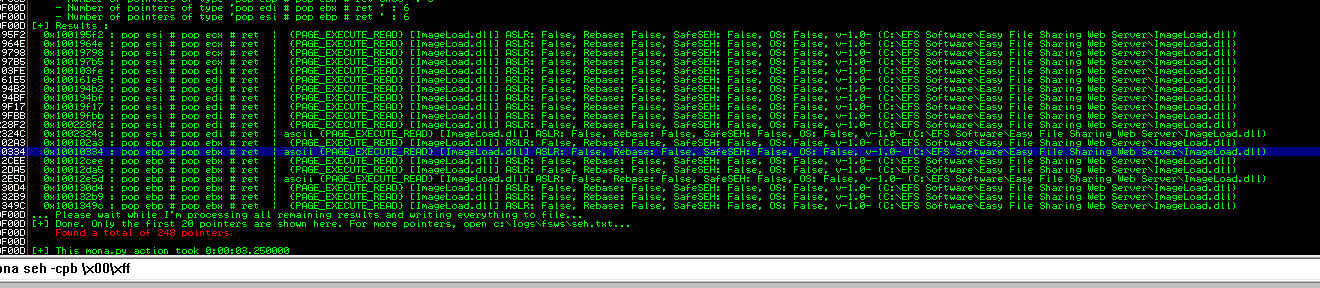 0F00D - Number of pointers of type 'pop edi # pop ebx # ret ' : 6
0F00D - Number of pointers of type 'pop esi # pop ebp # ret ' : 6
0F00D [+] Results :
95F2 0x100195f2 : pop esi # pop ecx # ret | {PAGE_EXECUTE_READ} [ImageLoad.dll] ASLR: False, Rebase: False, SafeSEH: False, OS: False, v-1.0- (C:\EFS Software\Easy File Sharing Web Server\ImageLoad.dll)
964E 0x1001964e : pop esi # pop ecx # ret | {PAGE_EXECUTE_READ} [ImageLoad.dll] ASLR: False, Rebase: False, SafeSEH: False, OS: False, v-1.0- (C:\EFS Software\Easy File Sharing Web Server\ImageLoad.dll)
9798 0x10019798 : pop esi # pop ecx # ret | {PAGE_EXECUTE_READ} [ImageLoad.dll] ASLR: False, Rebase: False, SafeSEH: False, OS: False, v-1.0- (C:\EFS Software\Easy File Sharing Web Server\ImageLoad.dll)
97B5 0x100197b5 : pop esi # pop ecx # ret | {PAGE_EXECUTE_READ} [ImageLoad.dll] ASLR: False, Rebase: False, SafeSEH: False, OS: False, v-1.0- (C:\EFS Software\Easy File Sharing Web Server\ImageLoad.dll)
03FE 0x100103fe : pop esi # pop edi # ret | {PAGE_EXECUTE_READ} [ImageLoad.dll] ASLR: False, Rebase: False, SafeSEH: False, OS: False, v-1.0- (C:\EFS Software\Easy File Sharing Web Server\ImageLoad.dll)
61E5 0x100161e5 : pop esi # pop edi # ret | {PAGE_EXECUTE_READ} [ImageLoad.dll] ASLR: False, Rebase: False, SafeSEH: False, OS: False, v-1.0- (C:\EFS Software\Easy File Sharing Web Server\ImageLoad.dll)
94B2 0x100194b2 : pop esi # pop edi # ret | {PAGE_EXECUTE_READ} [ImageLoad.dll] ASLR: False, Rebase: False, SafeSEH: False, OS: False, v-1.0- (C:\EFS Software\Easy File Sharing Web Server\ImageLoad.dll)
94BF 0x100194bf : pop esi # pop edi # ret | {PAGE_EXECUTE_READ} [ImageLoad.dll] ASLR: False, Rebase: False, SafeSEH: False, OS: False, v-1.0- (C:\EFS Software\Easy File Sharing Web Server\ImageLoad.dll)
9F17 0x10019f17 : pop esi # pop edi # ret | {PAGE_EXECUTE_READ} [ImageLoad.dll] ASLR: False, Rebase: False, SafeSEH: False, OS: False, v-1.0- (C:\EFS Software\Easy File Sharing Web Server\ImageLoad.dll)
9FBB 0x10019fbb : pop esi # pop edi # ret | {PAGE_EXECUTE_READ} [ImageLoad.dll] ASLR: False, Rebase: False, SafeSEH: False, OS: False, v-1.0- (C:\EFS Software\Easy File Sharing Web Server\ImageLoad.dll)
228F2 0x100228f2 : pop esi # pop edi # ret | {PAGE_EXECUTE_READ} [ImageLoad.dll] ASLR: False, Rebase: False, SafeSEH: False, OS: False, v-1.0- (C:\EFS Software\Easy File Sharing Web Server\ImageLoad.dll)
2324C 0x1002324c : pop esi # pop edi # ret | ascii {PAGE_EXECUTE_READ} [ImageLoad.dll] ASLR: False, Rebase: False, SafeSEH: False, OS: False, v-1.0- (C:\EFS Software\Easy File Sharing Web Server\ImageLoad.dll)
02A3 0x100102a3 : pop ebp # pop ebx # ret | {PAGE_EXECUTE_READ} [ImageLoad.dll] ASLR: False, Rebase: False, SafeSEH: False, OS: False, v-1.0- (C:\EFS Software\Easy File Sharing Web Server\ImageLoad.dll)
0334 0x10010334 : pop ebp # pop ebx # ret | ascii {PAGE_EXECUTE_READ} [ImageLoad.dll] ASLR: False, Rebase: False, SafeSEH: False, OS: False, v-1.0- (C:\EFS Software\Easy File Sharing Web Server\ImageLoad.dll)
2CEE 0x10012cee : pop ebp # pop ebx # ret | {PAGE_EXECUTE_READ} [ImageLoad.dll] ASLR: False, Rebase: False, SafeSEH: False, OS: False, v-1.0- (C:\EFS Software\Easy File Sharing Web Server\ImageLoad.dll)
2DA5 0x10012da5 : pop ebp # pop ebx # ret | {PAGE_EXECUTE_READ} [ImageLoad.dll] ASLR: False, Rebase: False, SafeSEH: False, OS: False, v-1.0- (C:\EFS Software\Easy File Sharing Web Server\ImageLoad.dll)
2E5D 0x10012e5d : pop ebp # pop ebx # ret | ascii {PAGE_EXECUTE_READ} [ImageLoad.dll] ASLR: False, Rebase: False, SafeSEH: False, OS: False, v-1.0- (C:\EFS Software\Easy File Sharing Web Server\ImageLoad.dll)
30D4 0x100130d4 : pop ebp # pop ebx # ret | {PAGE_EXECUTE_READ} [ImageLoad.dll] ASLR: False, Rebase: False, SafeSEH: False, OS: False, v-1.0- (C:\EFS Software\Easy File Sharing Web Server\ImageLoad.dll)
32B9 0x100132b9 : pop ebp # pop ebx # ret | {PAGE_EXECUTE_READ} [ImageLoad.dll] ASLR: False, Rebase: False, SafeSEH: False, OS: False, v-1.0- (C:\EFS Software\Easy File Sharing Web Server\ImageLoad.dll)
349C 0x1001349c : pop ebp # pop ebx # ret | {PAGE_EXECUTE_READ} [ImageLoad.dll] ASLR: False, Rebase: False, SafeSEH: False, OS: False, v-1.0- (C:\EFS Software\Easy File Sharing Web Server\ImageLoad.dll)
0F00D ... Please wait while I'm processing all remaining results and writing everything to file...
0F00D [+] Done. Only the first 20 pointers are shown here. For more pointers, open c:\logs\fsws\seh.txt...
0F00D Found a total of 248 pointers
0F00D
0F00D [+] This mona.py action took 0:00:03.250000
ona seh -cpb \x00\xff